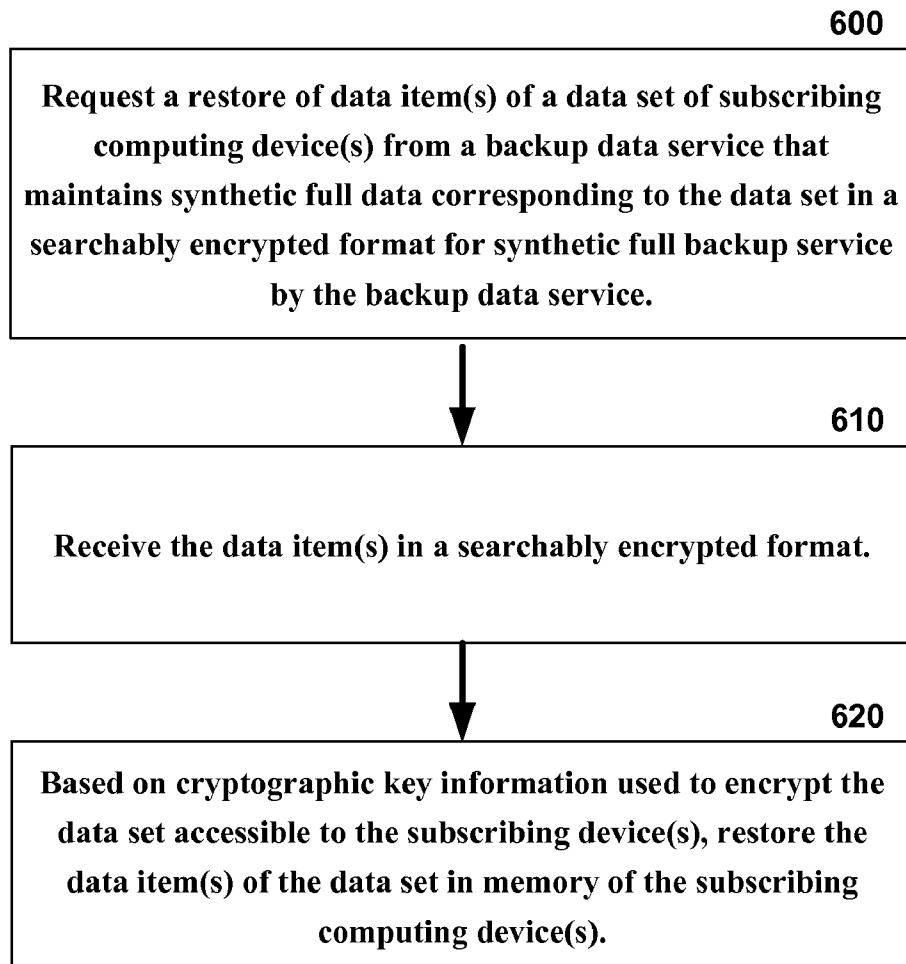 600
Request a restore of data item(s) of a data set of subscribing
computing device(s) from a backup data service that
maintains synthetic full data corresponding to the data set in a
searchably encrypted format for synthetic full backup service
by the backup data service.
610
Receive the data item(s) in a searchably encrypted format.
620
Based on cryptographic key information used to encrypt the
data set accessible to the subscribing device(s), restore the
data item(s) of the data set in memory of the subscribing
computing device(s).